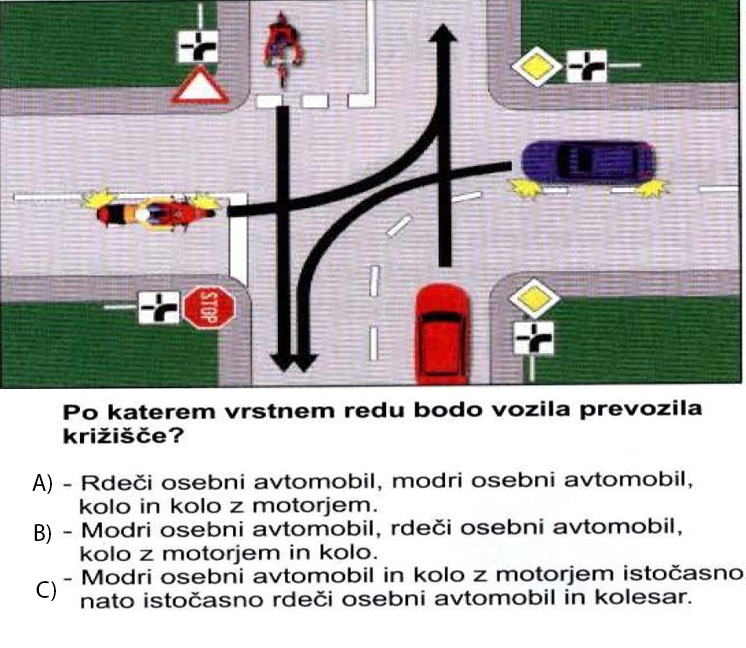 STOP
Po katerem vrstnem redu bodo vozila prevozila
križišče?
A) - Rdeči osebni avtomobil, modri osebni avtomobil,
kolo in kolo z motorjem.
B) - Modri osebni avtomobil, rdeči osebni avtomobil,
kolo z motorjem in kolo.
C) - Modri osebni avtomobil in kolo z motorjem istočasno
nato istočasno rdeči osebni avtomobil in kolesar.